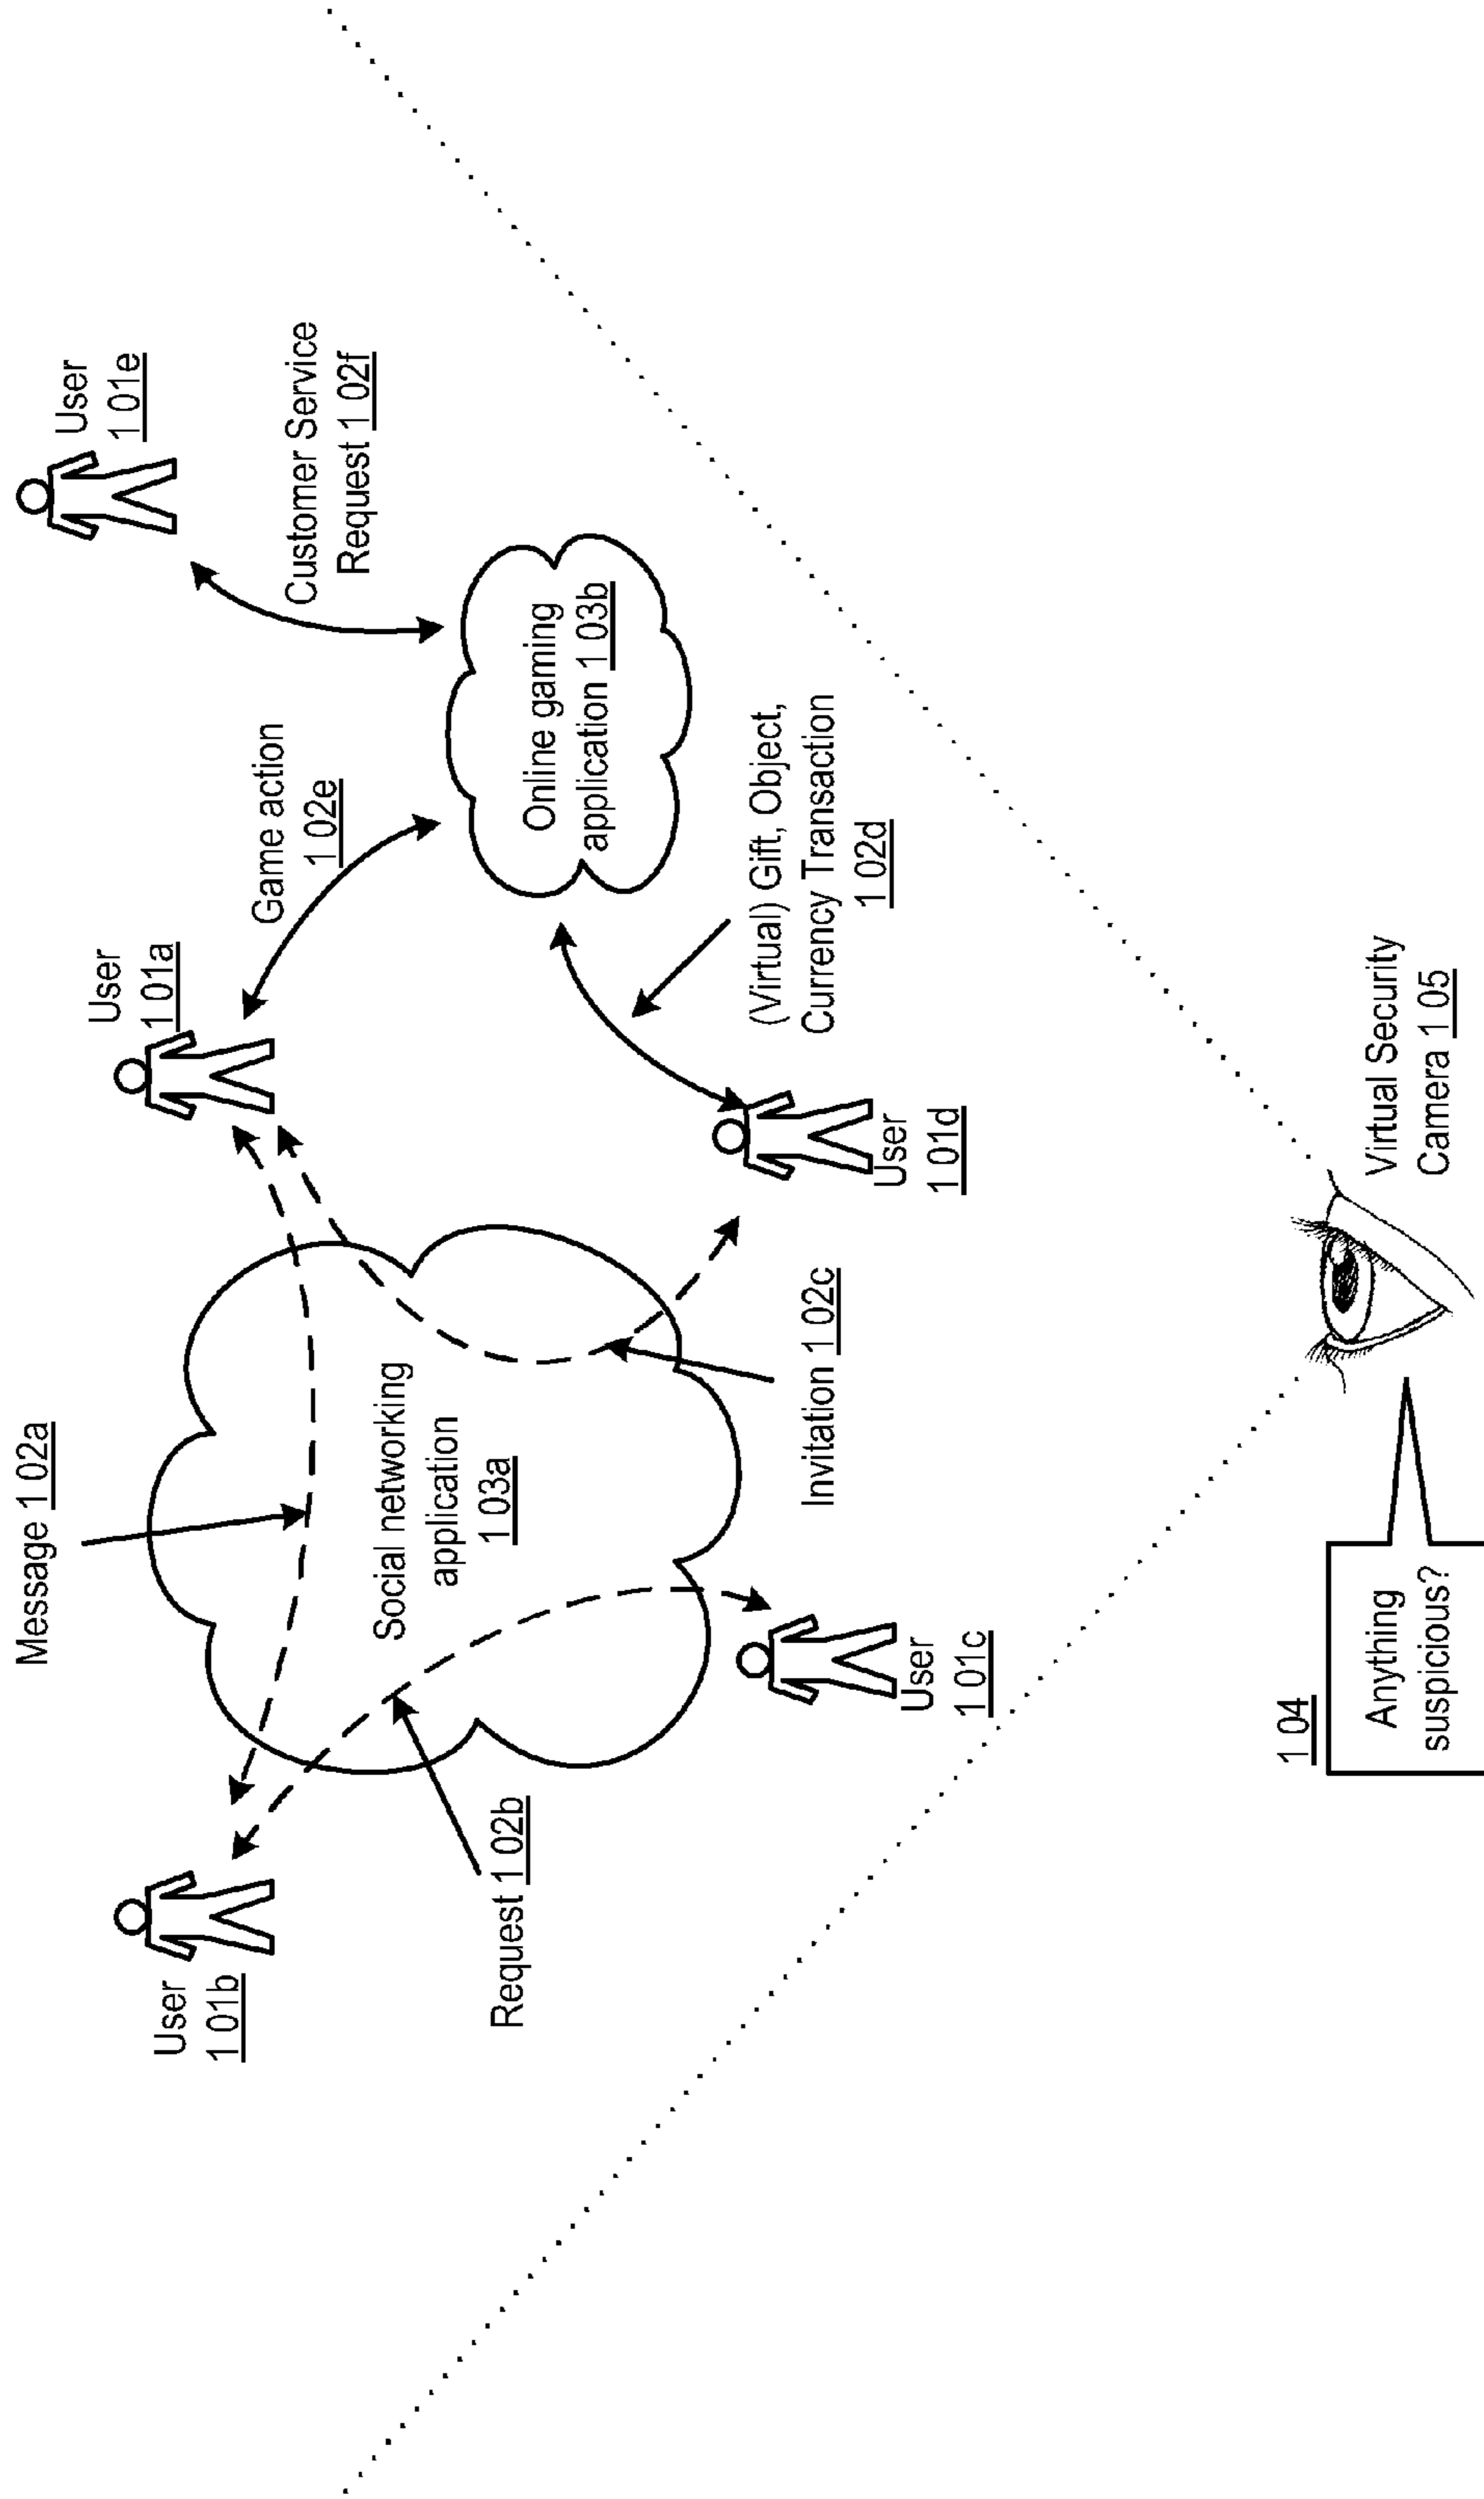 Message 102a
User
101b
User
101a
User
101e
Game action
102e
Customer Service
Request 102f
Social networking
application
103a
Online gaming
application 103b
Request 102b
Invitation 102c
(Virtual) Gift, Object,
Currency Transaction
102d
User
101c
User
101d
104
Anything
suspicious?
Virtual Security
Camera 105